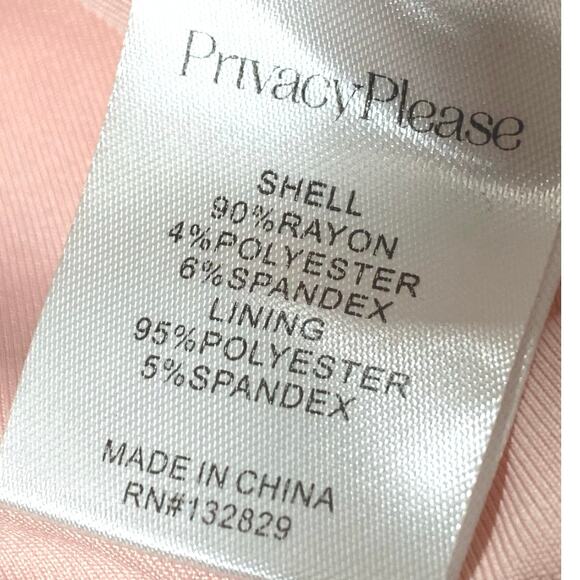 PrivacyPlease
SHELL
90%RAYON
4%POLYESTER
6%SPANDEX
LINING
95%POLYESTER
5%SPANDEX
MADE IN CHINA
RN#132829